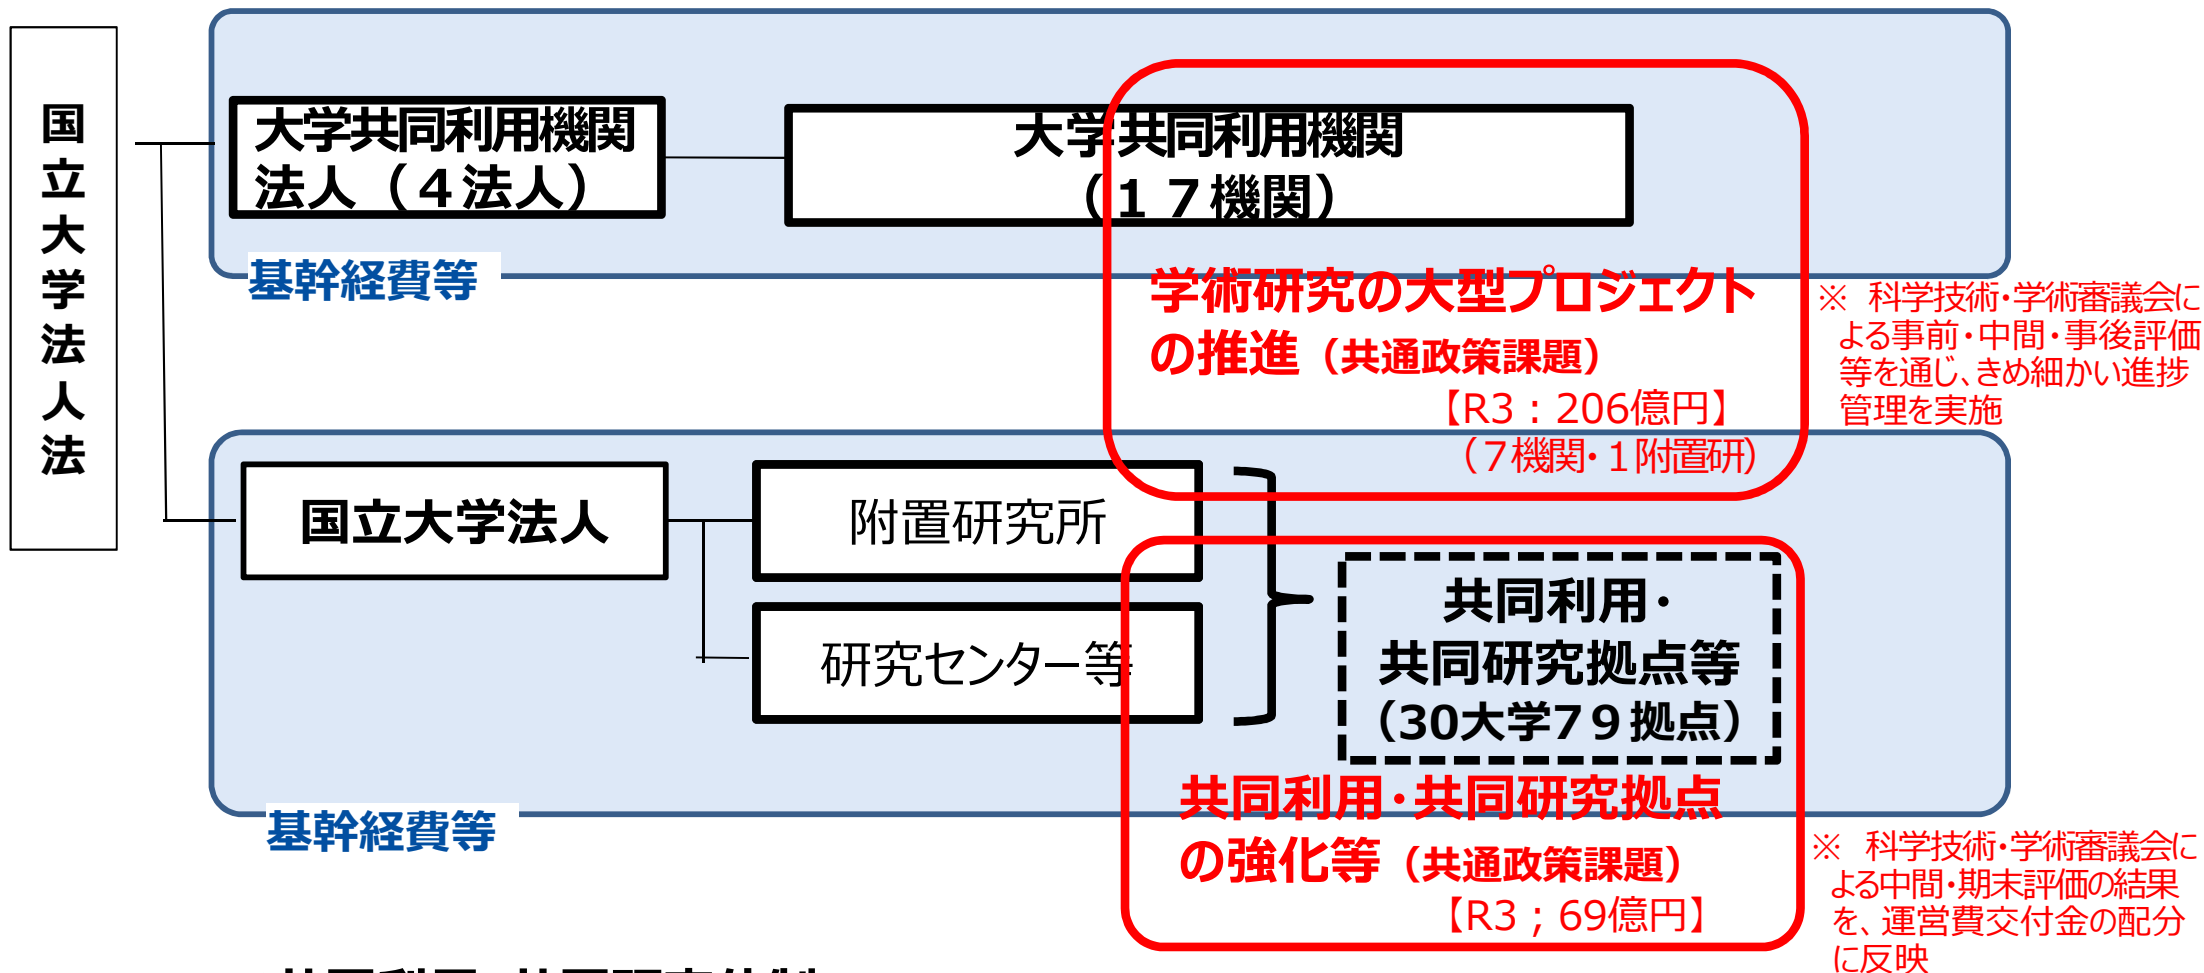 国立大学法人法
大学共同利用機関
法人（４法人）
大学共同利用機関
（１７機関）
基幹経費等
学術研究の大型プロジェクト
の推進（共通政策課題）
【R3：206億円】
（７機関・１附置研）
※　科学技術・学術審議会に
よる事前・中間・事後評価
等を通じ、きめ細かい進捗
管理を実施
国立大学法人
附置研究所
研究センター等
共同利用・
共同研究拠点等
（30大学７９拠点）
基幹経費等
共同利用・共同研究拠点
の強化等（共通政策課題）
【R3；69億円】
※　科学技術・学術審議会に
よる中間・期末評価の結果
を、運営費交付金の配分
に反映